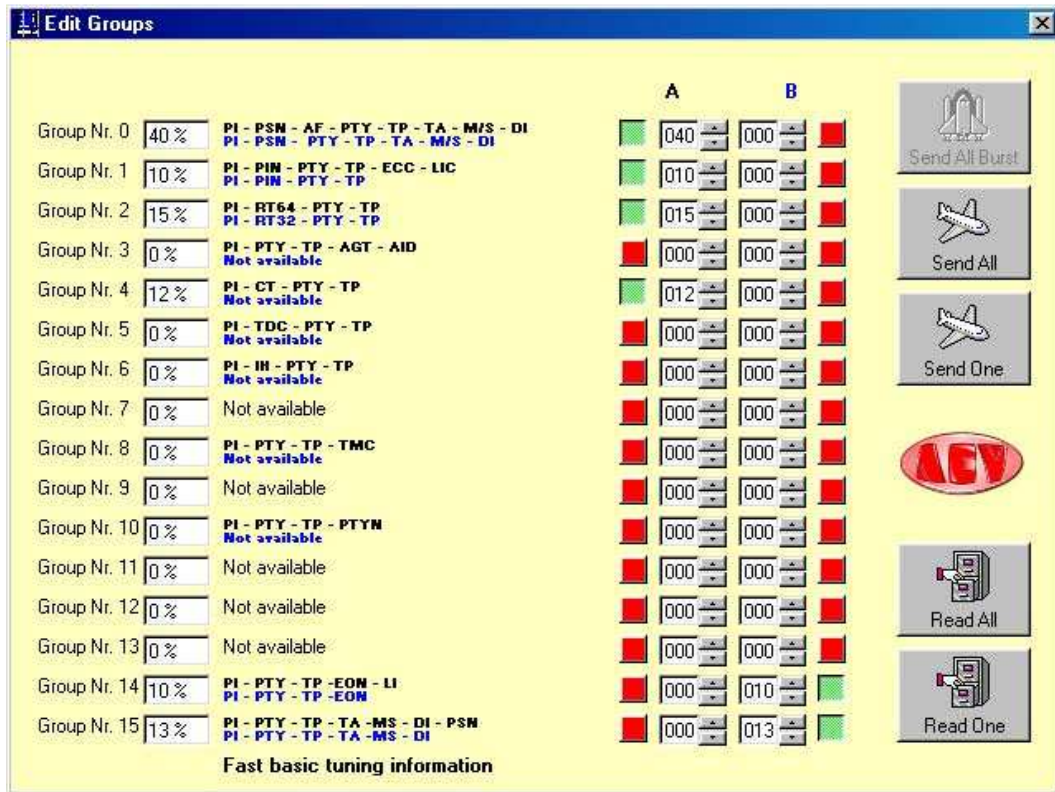 Edit Groups
A B
Group Nr. 0 40 % PI - PSN - AF - PTY - TP - TA - M/S - DI 040 000
PI - PSN - PTY - TP - TA - M/S - DI
Group Nr. 1 10 % PI - PIN - PTY - TP - ECC - LIC 010 000
PI - PIN - PTY - TP
Group Nr. 2 15 % PI - RT64 - PTY - TP 015 000
PI - RT32 - PTY - TP
Group Nr. 3 0 % PI - PTY - TP - AGT - AID 000 000
Not available
Group Nr. 4 12 % PI - CT - PTY - TP 012 000
Not available
Group Nr. 5 0 % PI - TDC - PTY - TP 000 000
Not available
Group Nr. 6 0 % PI - IH - PTY - TP 000 000
Not available
Group Nr. 7 0 % Not available 000 000
Group Nr. 8 0 % PI - PTY - TP - TMC 000 000
Not available
Group Nr. 9 0 % Not available 000 000
Group Nr. 10 0 % PI - PTY - TP - PTYN 000 000
Not available
Group Nr. 11 0 % Not available 000 000
Group Nr. 12 0 % Not available 000 000
Group Nr. 13 0 % Not available 000 000
Group Nr. 14 10 % PI - PTY - TP -EON - LI 000 010
PI - PTY - TP -EON
Group Nr. 15 13 % PI - PTY - TP - TA -MS - DI - PSN 000 013
PI - PTY - TP - TA -MS - DI
Fast basic tuning information
Send All Burst
Send All
Send One
AEV
Read All
Read One